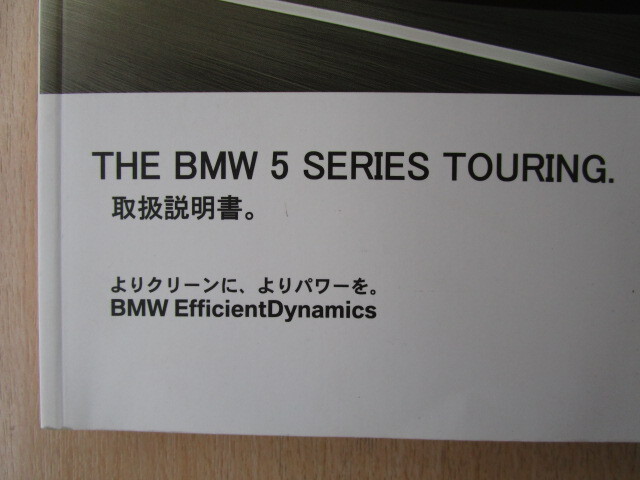 THE BMW 5 SERIES TOURING.
取扱説明書。
よりクリーンに、よりパワーを。
BMW EfficientDynamics